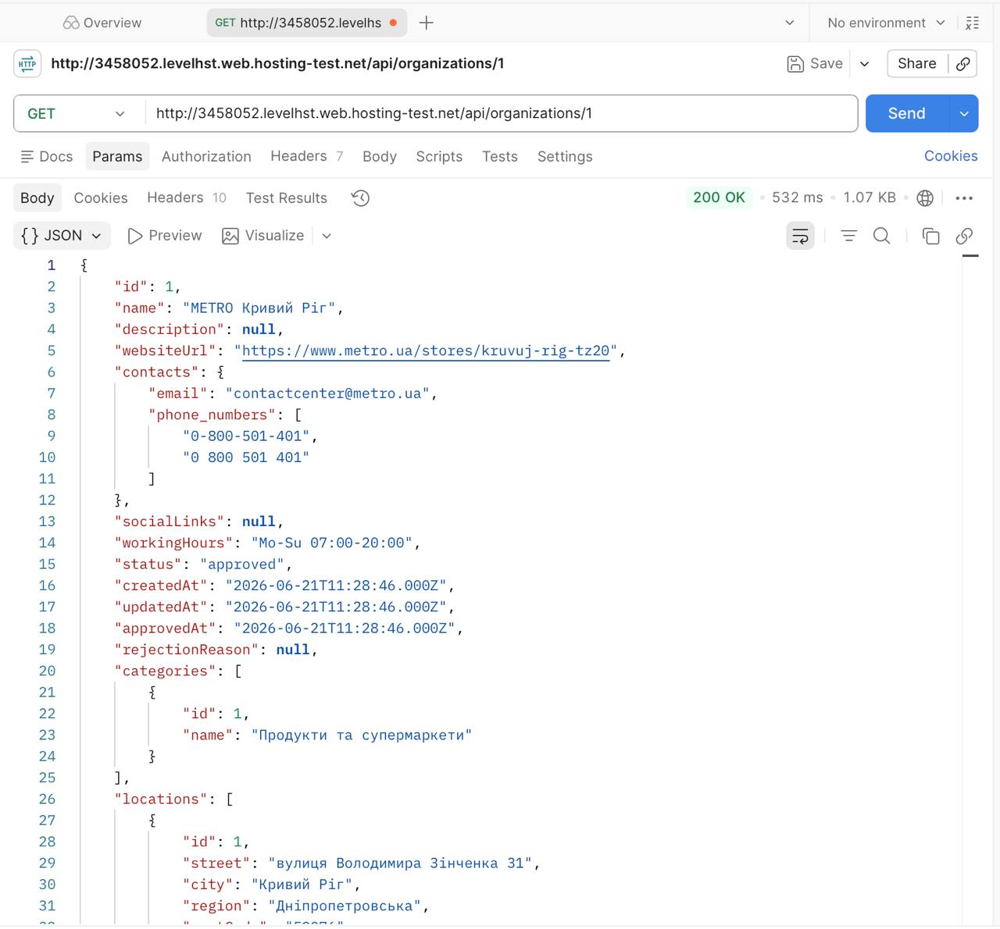 Overview
GET http://3458052.levelhs
No environment
HTTP http://3458052.levelhst.web.hosting-test.net/api/organizations/1
Save
Share
GET http://3458052.levelhst.web.hosting-test.net/api/organizations/1
Send
Docs Params Authorization Headers 7 Body Scripts Tests Settings Cookies
Body Cookies Headers 10 Test Results 200 OK • 532 ms • 1.07 KB •
{} JSON Preview Visualize
1 {
2 "id": 1,
3 "name": "METRO Кривий Ріг",
4 "description": null,
5 "websiteUrl": "https://www.metro.ua/stores/kruvuj-rig-tz20",
6 "contacts": {
7 "email": "contactcenter@metro.ua",
8 "phone_numbers": [
9 "0-800-501-401",
10 "0 800 501 401"
11 ]
12 },
13 "socialLinks": null,
14 "workingHours": "Mo-Su 07:00-20:00",
15 "status": "approved",
16 "createdAt": "2026-06-21T11:28:46.000Z",
17 "updatedAt": "2026-06-21T11:28:46.000Z",
18 "approvedAt": "2026-06-21T11:28:46.000Z",
19 "rejectionReason": null,
20 "categories": [
21 {
22 "id": 1,
23 "name": "Продукти та супермаркети"
24 }
25 ],
26 "locations": [
27 {
28 "id": 1,
29 "street": "вулиця Володимира Зінченка 31",
30 "city": "Кривий Ріг",
31 "region": "Дніпропетровська",